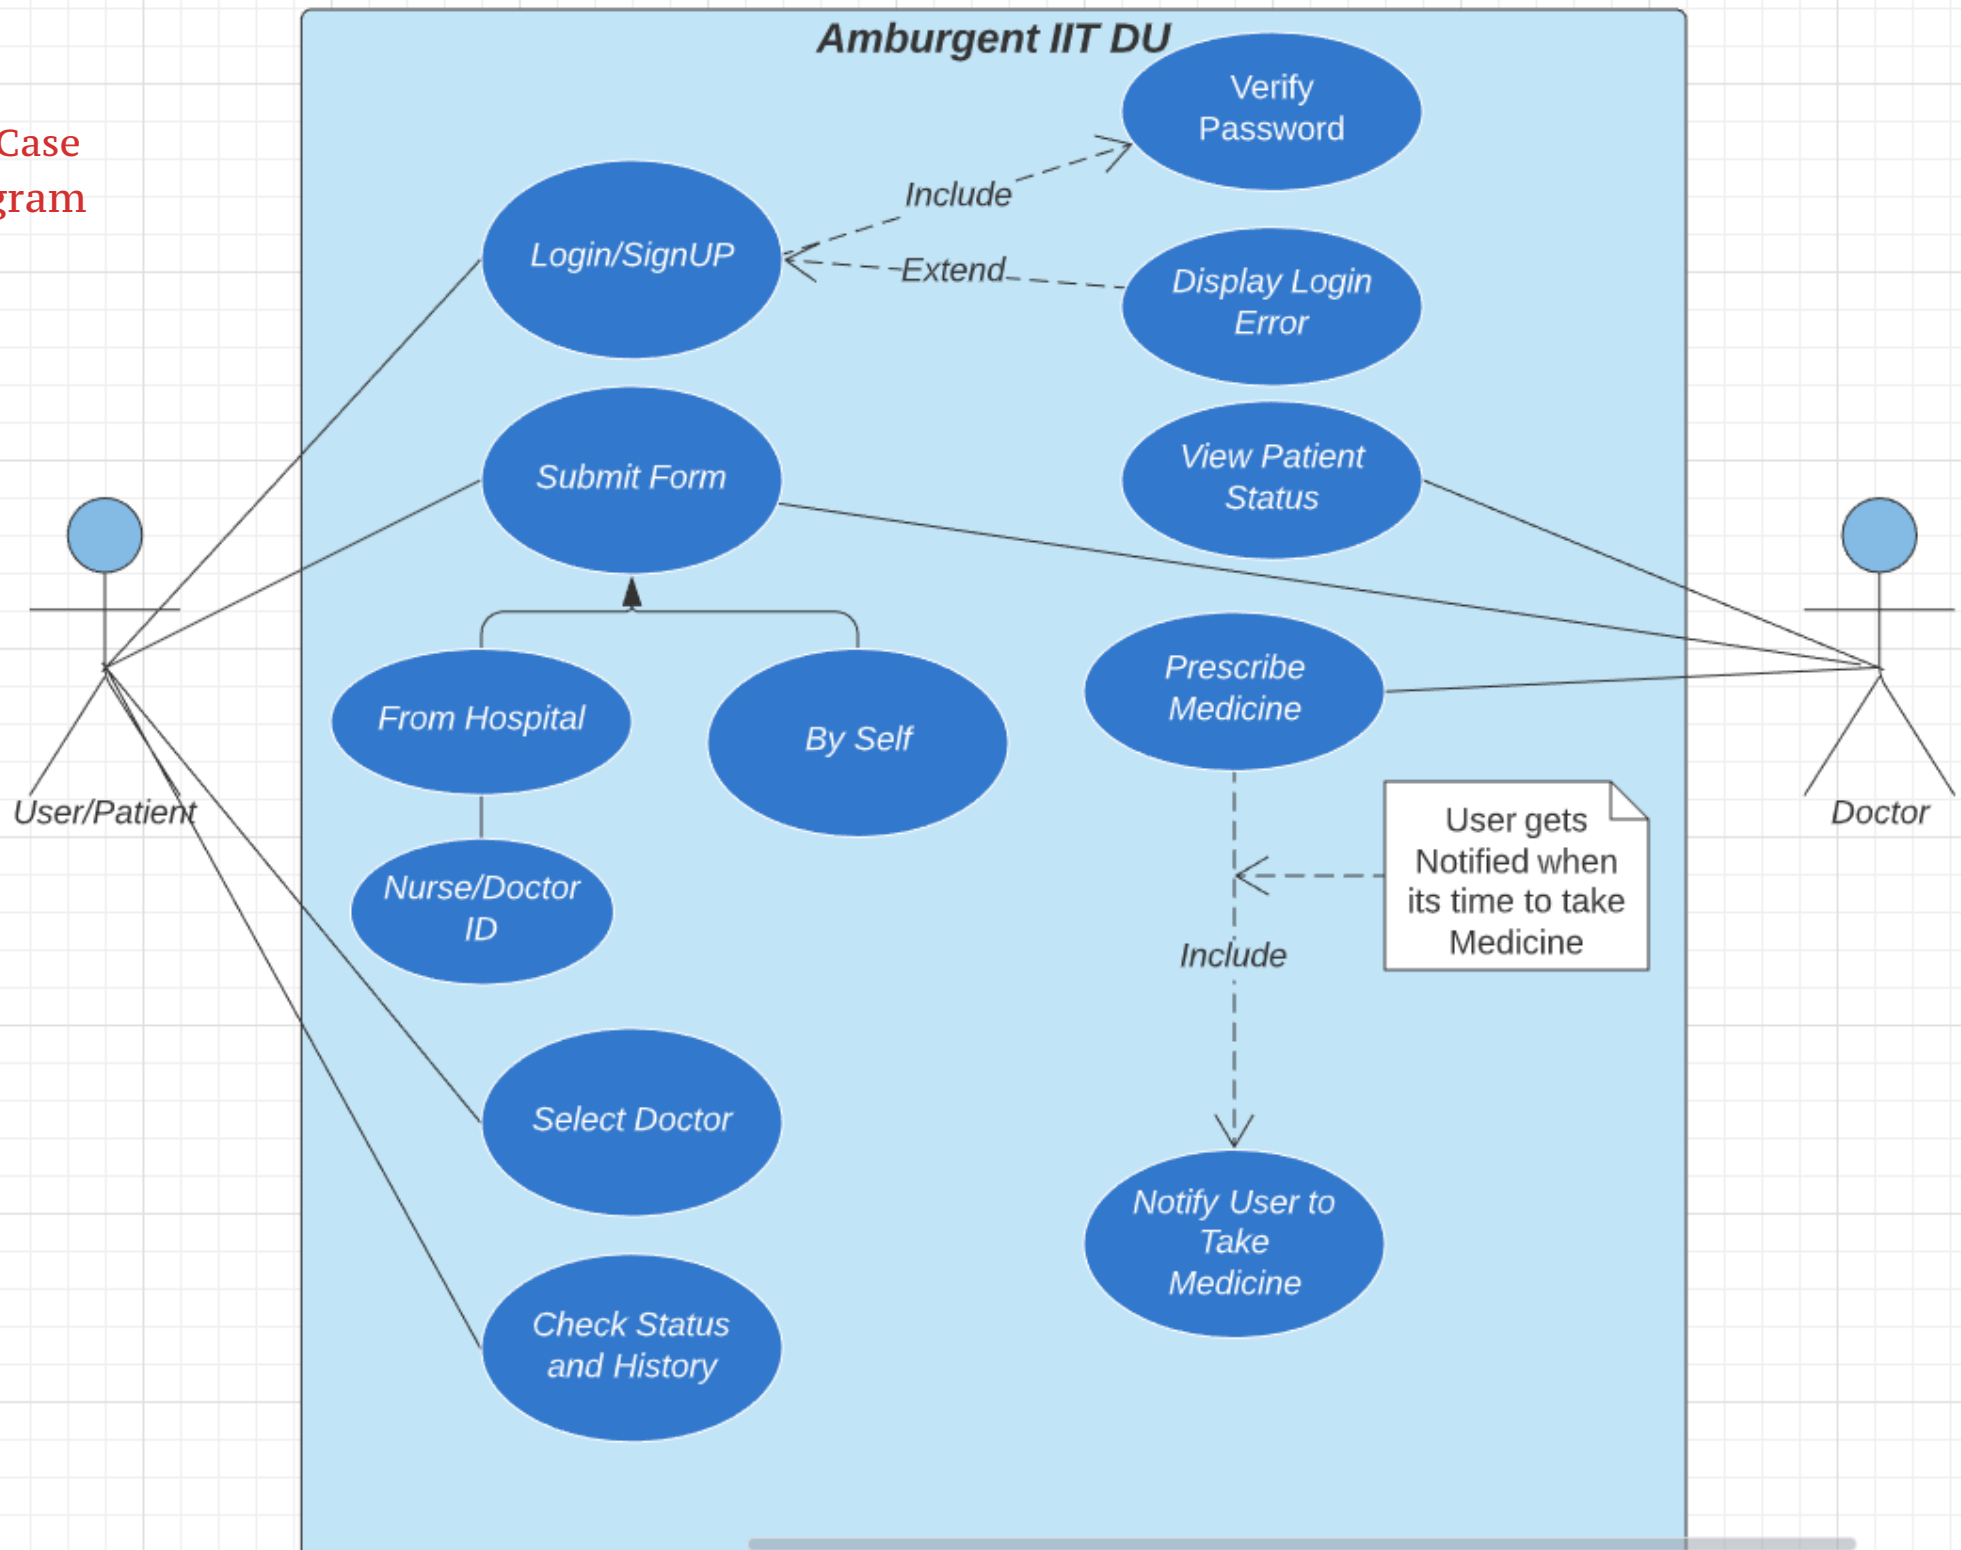 Amburgent IIT DU
Case
gram
Verify
Password
Include
Login/SignUP
Extend
Display Login
Error
Submit Form
View Patient
Status
From Hospital
By Self
Prescribe
Medicine
User/Patient
Doctor
User gets
Notified when
its time to take
Medicine
Nurse/Doctor
ID
Include
Select Doctor
Notify User to
Take
Medicine
Check Status
and History